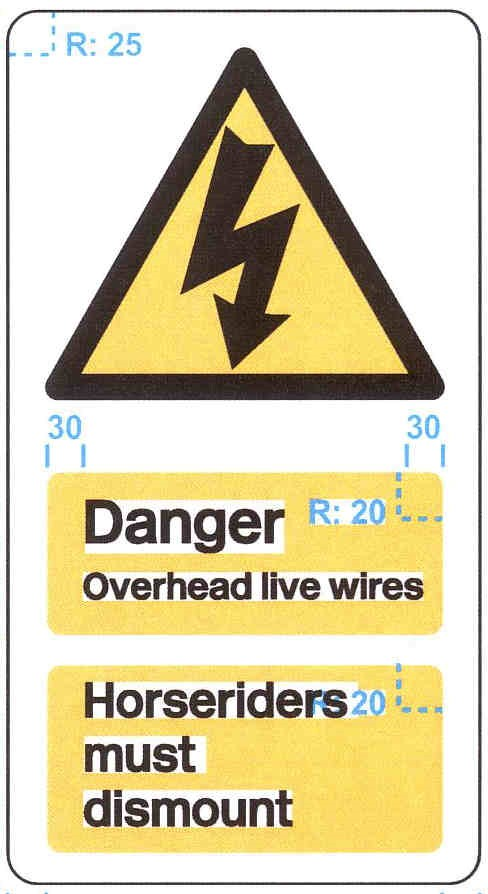 R: 25
30 30
Danger R: 20
Overhead live wires
Horseriders R: 20
must
dismount